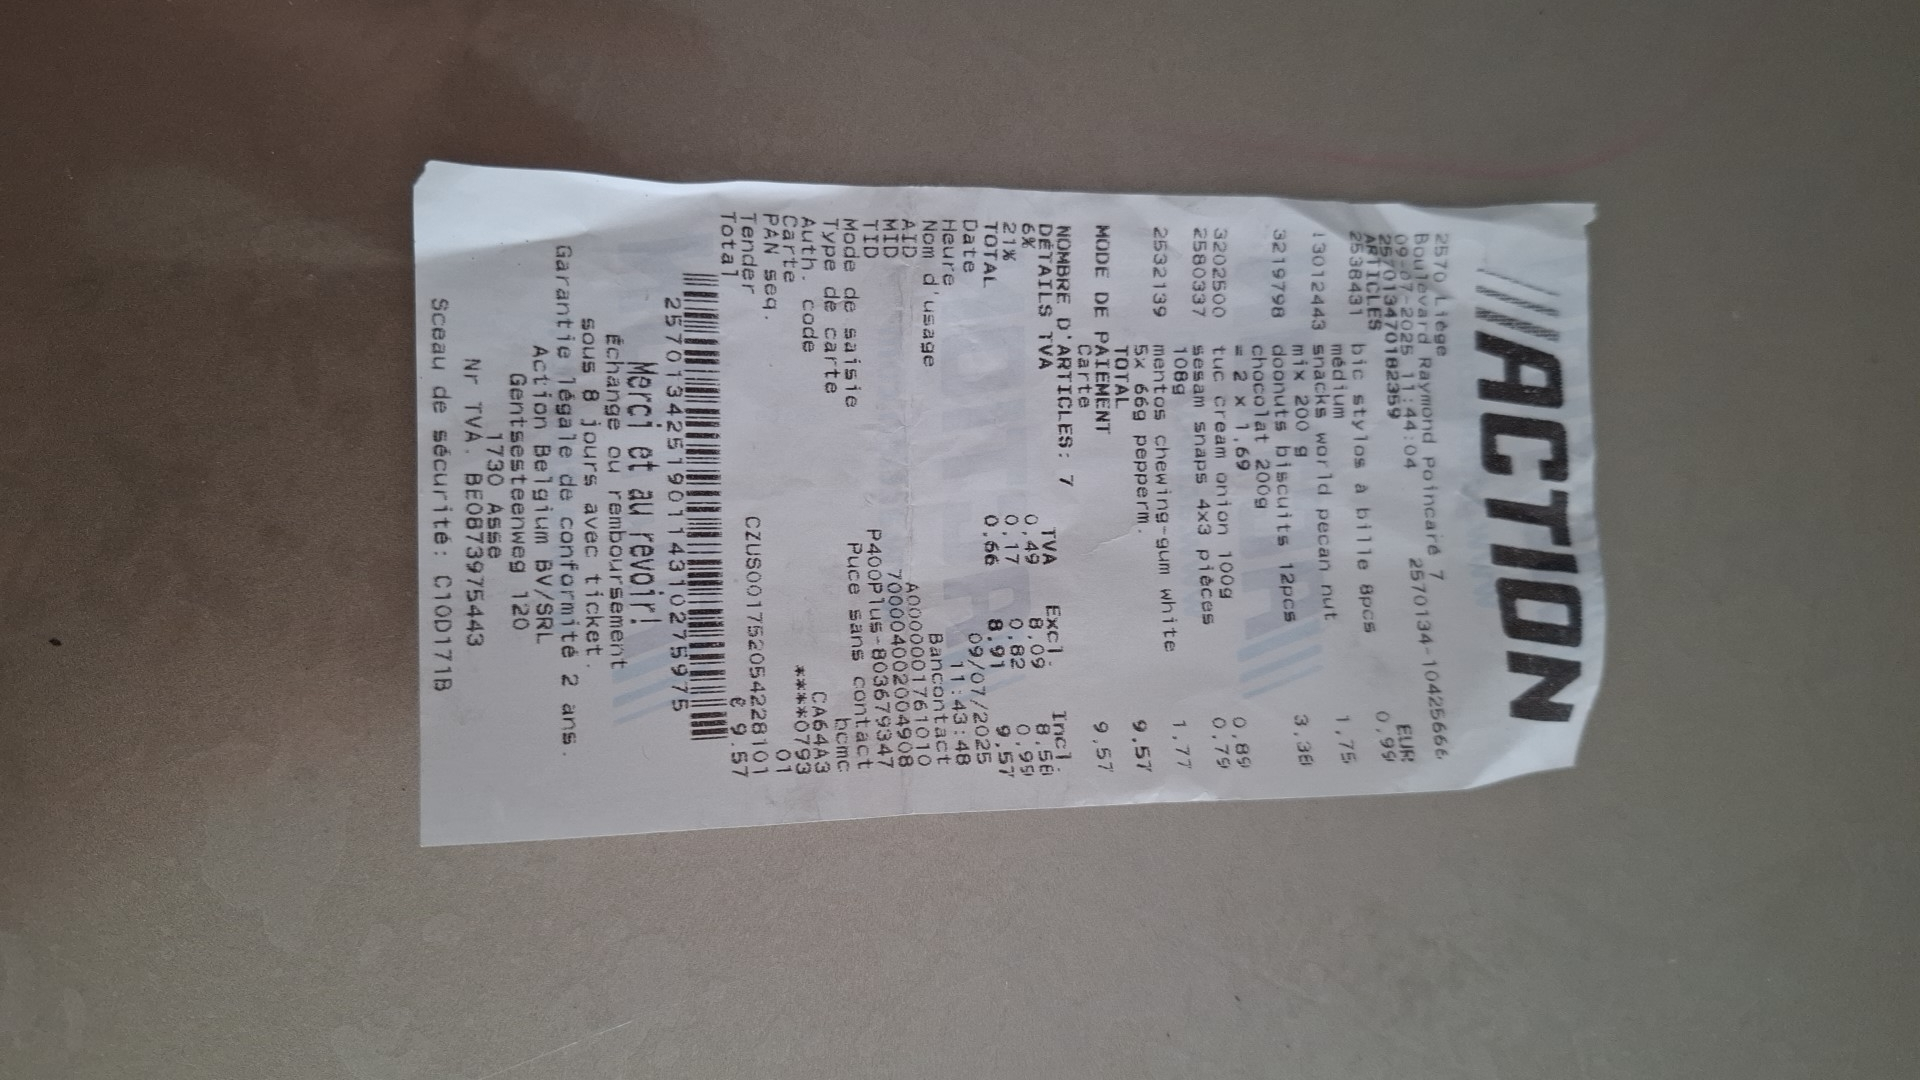 ///ACTION
2570 Liège
Boulevard Raymond Poincaré 7
09-07-2025 11:44:04 2570134-10425666
257013470182359
ARTICLES EUR
2538431 bic stylos à bille 8pcs 0,99
médium
!3012443 snacks world pecan nut 1,75
mix 200 g
3219798 doonuts biscuits 12pcs 3,38
chocolat 200g
= 2 x 1,69
3202500 tuc cream onion 100g 0,89
2580337 sesam snaps 4x3 pièces 0,79
108g
2532139 mentos chewing-gum white 1,77
5x 66g pepperm.
TOTAL 9,57
MODE DE PAIEMENT
Carte 9,57
NOMBRE D'ARTICLES: 7
DÉTAILS TVA TVA Excl. Incl.
6% 0,49 8,09 8,58
21% 0,17 0,82 0,99
TOTAL 0,66 8,91 9,57
Date 09/07/2025
Heure 11:43:48
Nom d'usage Bancontact
AID A0000001761010
MID 700004002004908
TID P400Plus-803679347
Mode de saisie Puce sans contact
Type de carte bcmc
Auth. code CA64A3
Carte ****0793
PAN seq. 01
Tender CZUS001752054228101
Total € 9.57
257013425190114310275975
Merci et au revoir!
Échange ou remboursement
sous 8 jours avec ticket.
Garantie légale de conformité 2 ans.
Action Belgium BV/SRL
Gentsesteenweg 120
1730 Asse
Nr TVA. BE0873975443
Sceau de sécurité: C10D171B